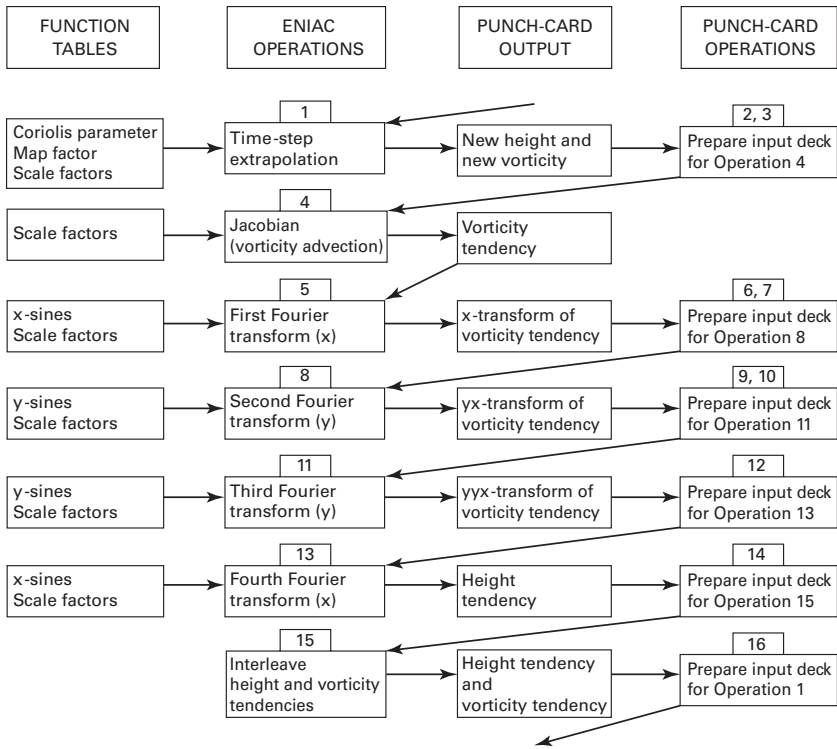 FUNCTION
TABLES
ENIAC
OPERATIONS
PUNCH-CARD
OUTPUT
PUNCH-CARD
OPERATIONS
Coriolis parameter
Map factor
Scale factors
1
Time-step
extrapolation
New height and
new vorticity
2, 3
Prepare input deck
for Operation 4
Scale factors
4
Jacobian
(vorticity advection)
Vorticity
tendency
x-sines
Scale factors
5
First Fourier
transform (x)
x-transform of
vorticity tendency
6, 7
Prepare input deck
for Operation 8
y-sines
Scale factors
8
Second Fourier
transform (y)
yx-transform of
vorticity tendency
9, 10
Prepare input deck
for Operation 11
y-sines
Scale factors
11
Third Fourier
transform (y)
yyx-transform of
vorticity tendency
12
Prepare input deck
for Operation 13
x-sines
Scale factors
13
Fourth Fourier
transform (x)
Height
tendency
14
Prepare input deck
for Operation 15
15
Interleave
height and vorticity
tendencies
Height tendency
and
vorticity tendency
16
Prepare input deck
for Operation 1